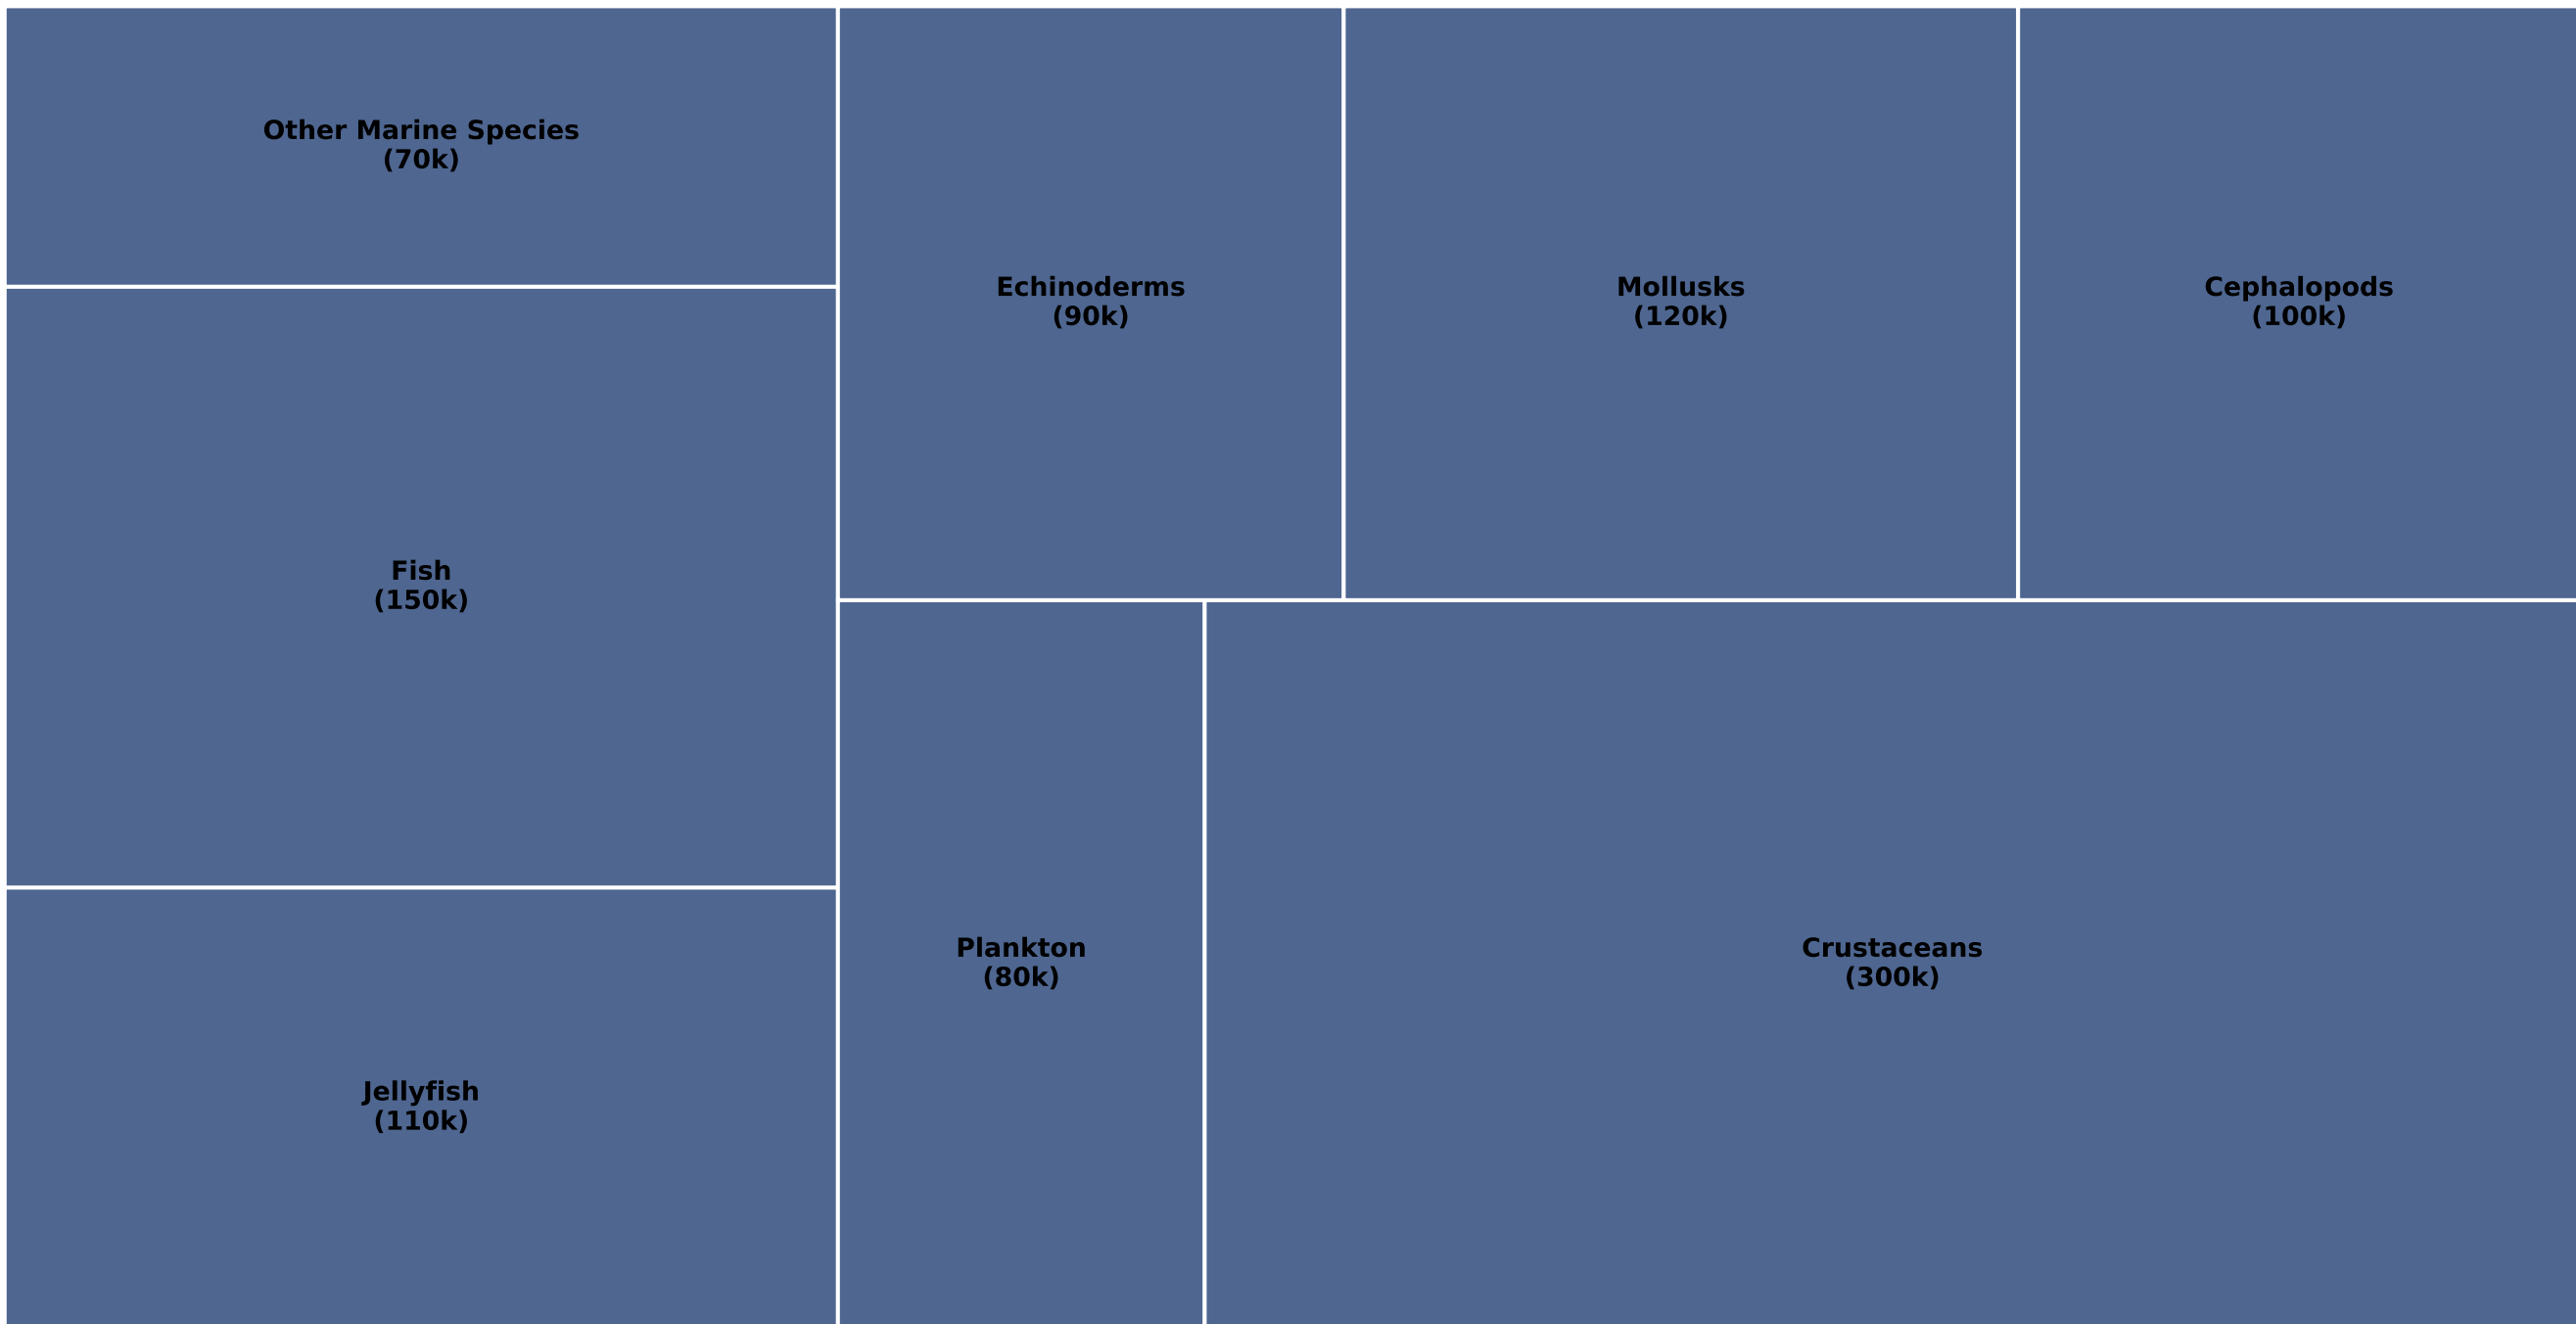 Other Marine Species
(70k)
Echinoderms
(90k)
Mollusks
(120k)
Cephalopods
(100k)
Fish
(150k)
Plankton
(80k)
Crustaceans
(300k)
Jellyfish
(110k)